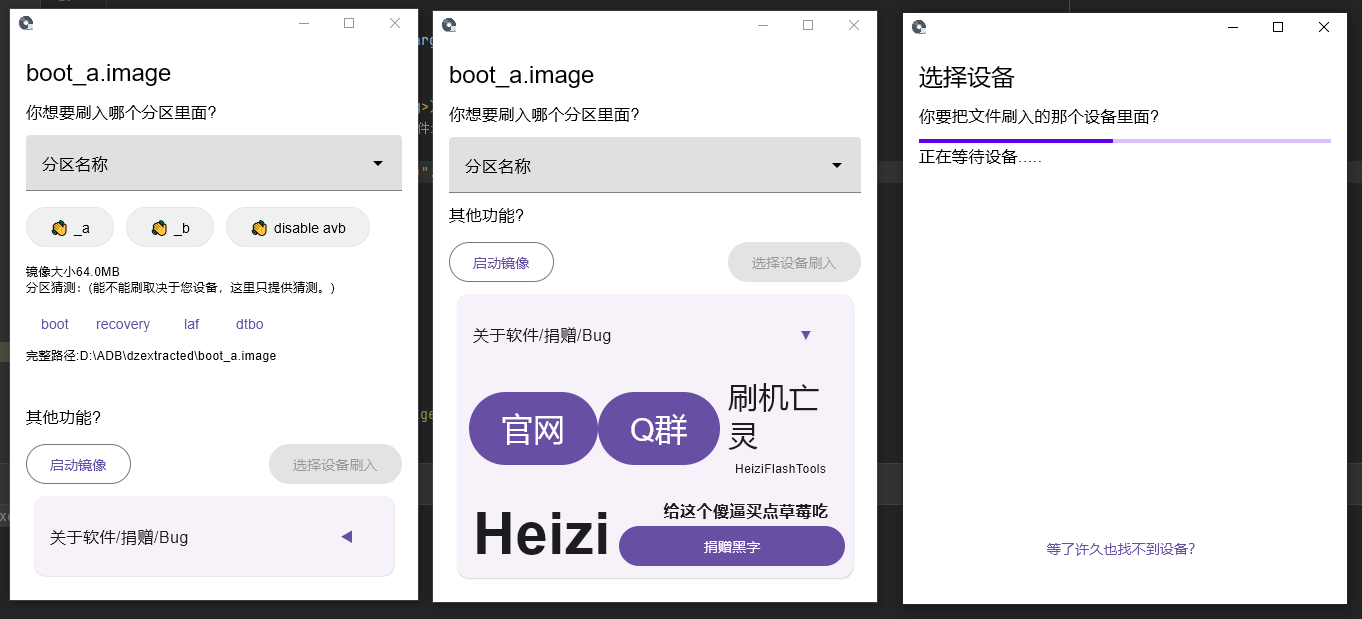 boot_a.image
你想要刷入哪个分区里面?
分区名称
_a
_b
disable avb
镜像大小64.0MB
分区猜测：(能不能刷取决于您设备，这里只提供猜测。)
boot recovery laf dtbo
完整路径:D:\ADB\dzextracted\boot_a.image
其他功能?
启动镜像
选择设备刷入
关于软件/捐赠/Bug
boot_a.image
你想要刷入哪个分区里面?
分区名称
其他功能?
启动镜像
选择设备刷入
关于软件/捐赠/Bug
官网
Q群
刷机亡
灵
HeiziFlashTools
Heizi
给这个傻逼买点草莓吃
捐赠黑字
选择设备
你要把文件刷入的那个设备里面?
正在等待设备.....
等了许久也找不到设备?